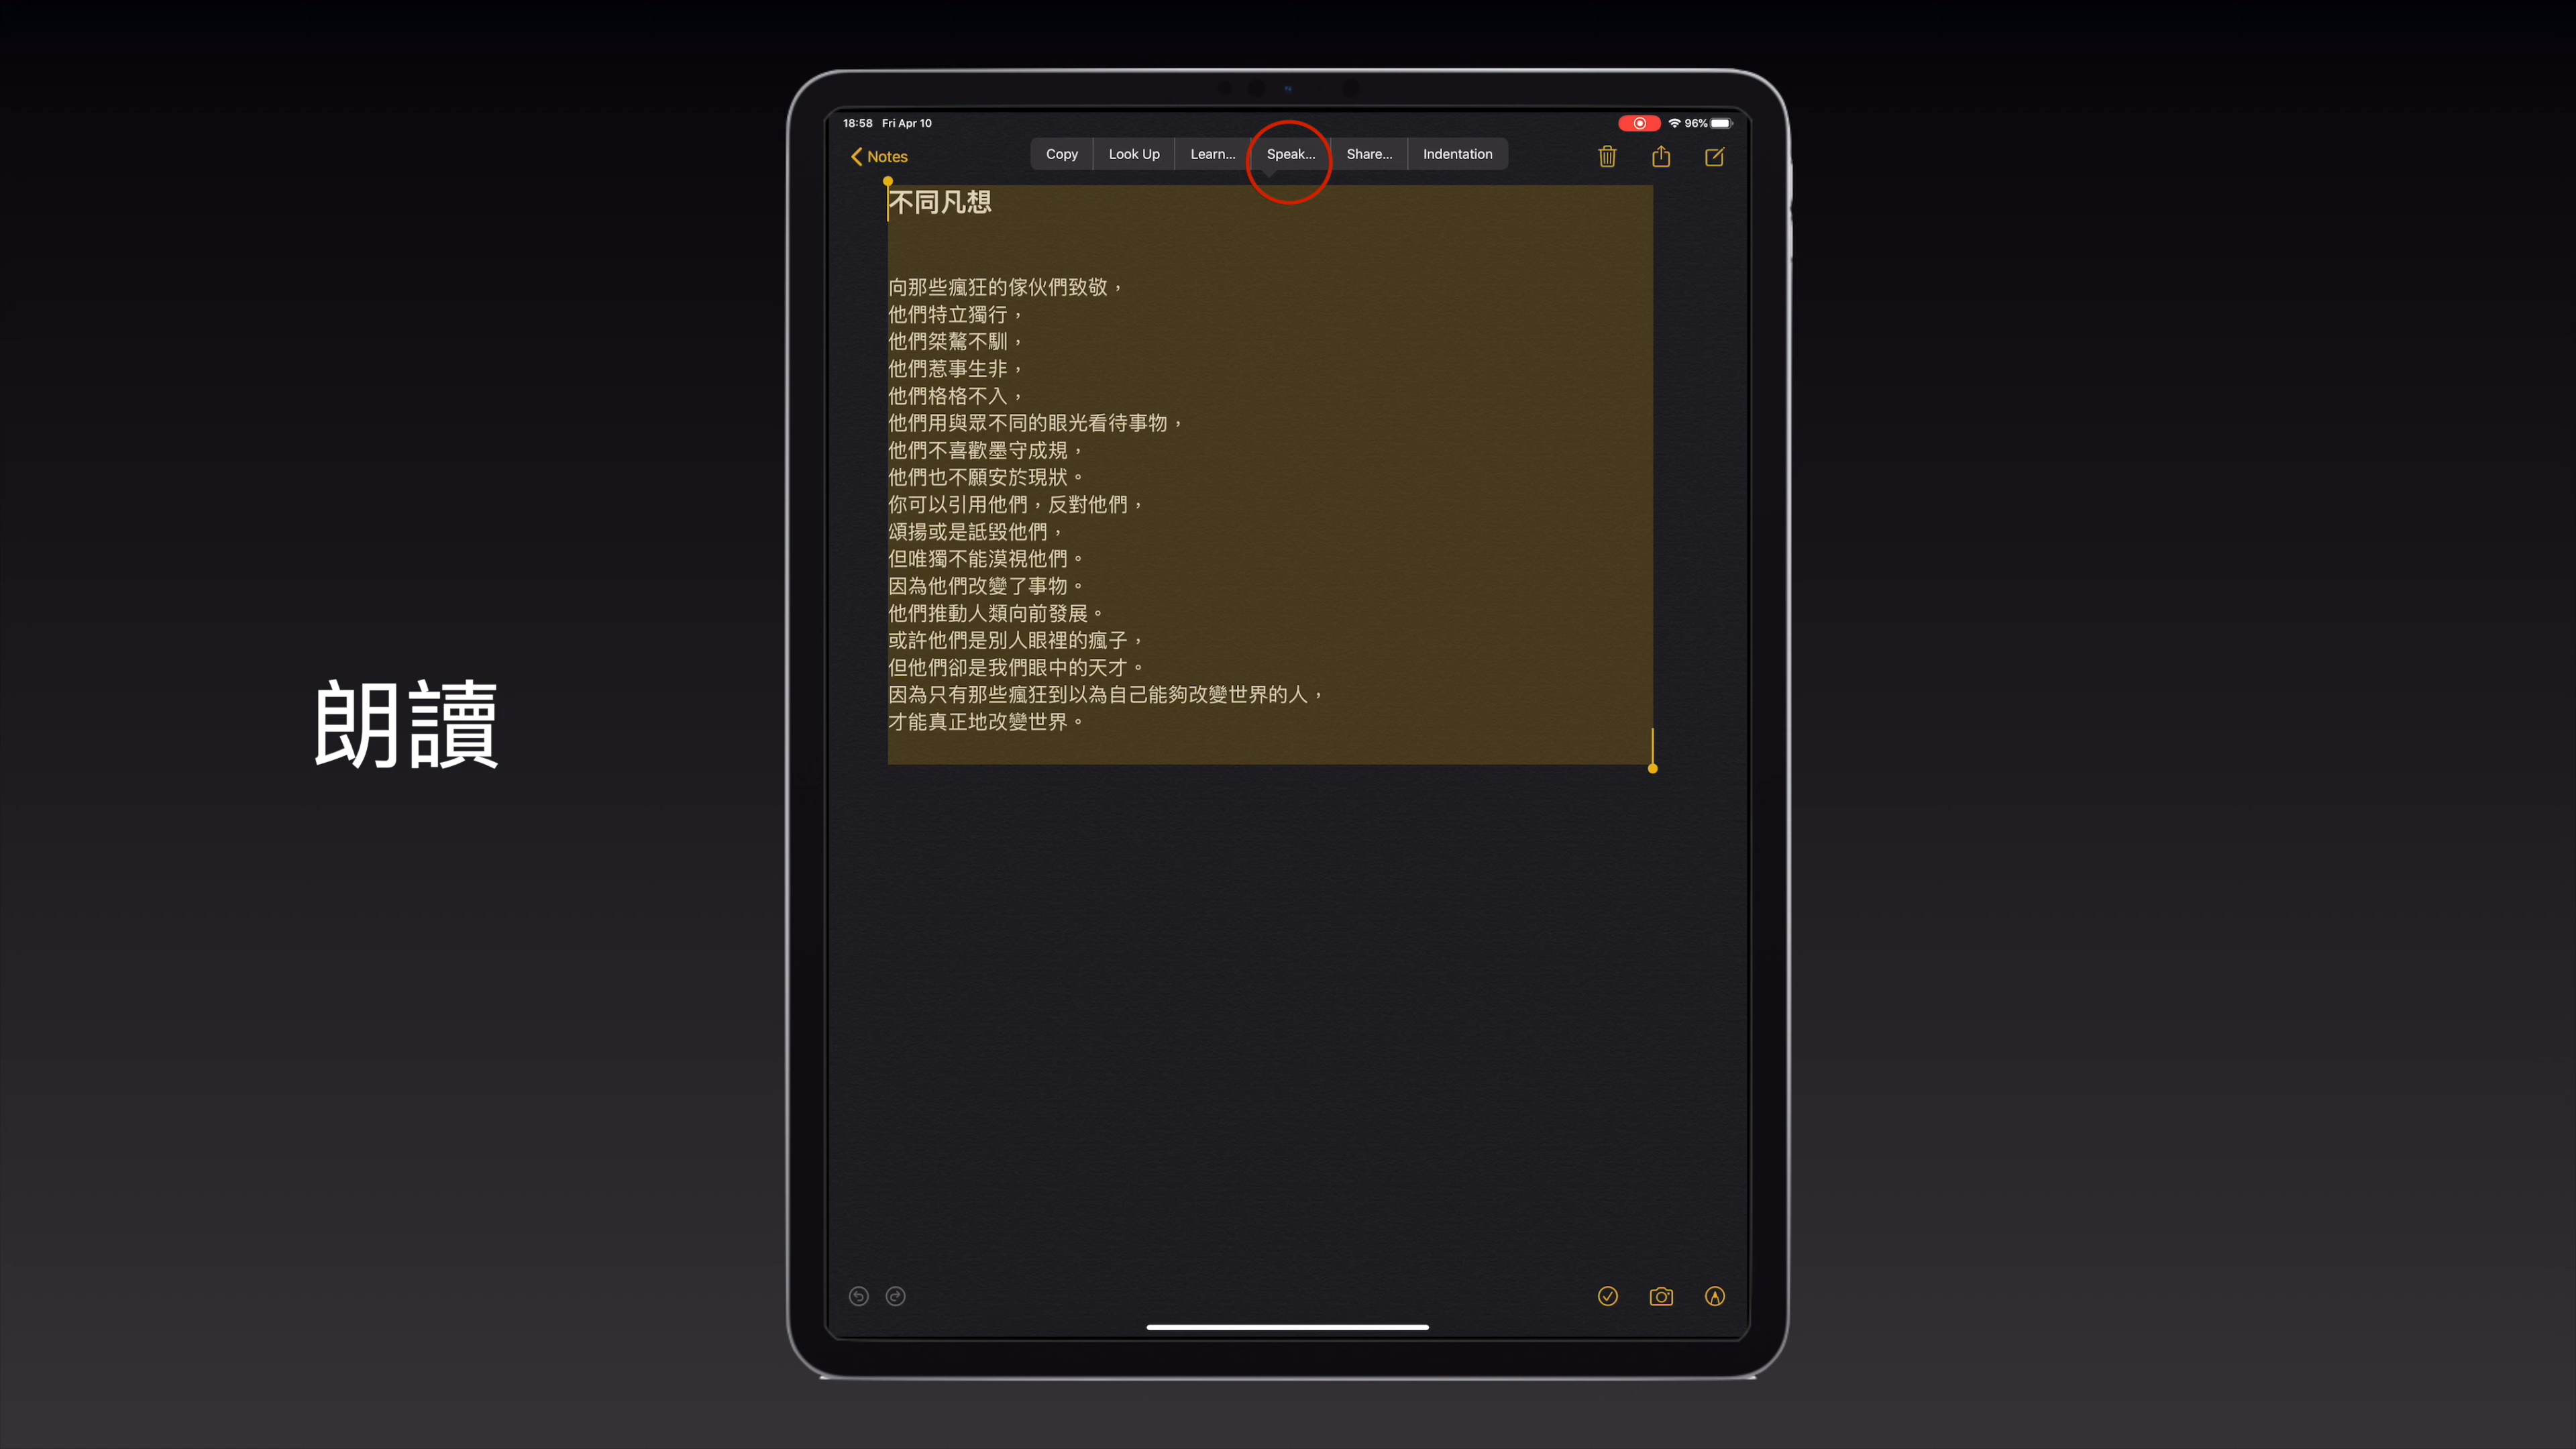 18:58 Fri Apr 10
96%
Notes
Copy
Look Up
Learn...
Speak...
Share...
Indentation
不同凡想
向那些瘋狂的傢伙們致敬，
他們特立獨行，
他們桀驁不馴，
他們惹事生非，
他們格格不入，
他們用與眾不同的眼光看待事物，
他們不喜歡墨守成規，
他們也不願安於現狀。
你可以引用他們，反對他們，
頌揚或是詆毀他們，
但唯獨不能漠視他們。
因為他們改變了事物。
他們推動人類向前發展。
或許他們是別人眼裡的瘋子，
但他們卻是我們眼中的天才。
因為只有那些瘋狂到以為自己能夠改變世界的人，
才能真正地改變世界。
朗讀